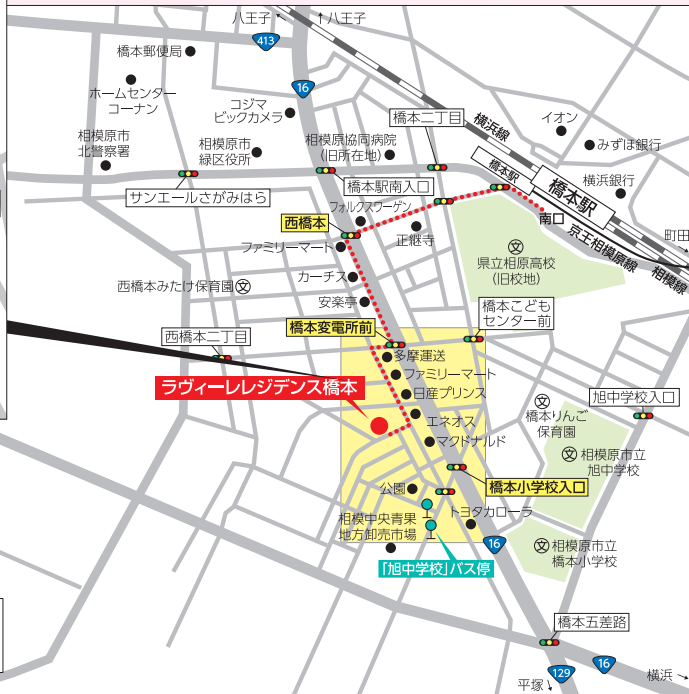 八王子
↑八王子
413
橋本郵便局
16
ホームセンター
コーナン
コジマ
ビックカメラ
橋本二丁目
横浜線
イオン
みずほ銀行
相模原市
北警察署
相模原市
緑区役所
相模原協同病院
(旧所在地)
橋本駅
橋本駅
横浜銀行
サンエールさがみはら
橋本駅南入口
フォルクスワーゲン
南口
町田
西橋本
正継寺
京王相模原線
相模線
ファミリーマート
県立相原高校
(旧校地)
文
カーチス
西橋本みたけ保育園
文
安楽亭
橋本こども
センター前
橋本変電所前
西橋本二丁目
多摩運送
ファミリーマート
ラヴィーレレジデンス橋本
日産プリンス
旭中学校入口
文
橋本りんご
保育園
エネオス
マクドナルド
文
相模原市立
旭中学校
公園
橋本小学校入口
相模中央青果
地方卸売市場
トヨタカローラ
16
文
相模原市立
橋本小学校
「旭中学校」バス停
橋本五差路
16
129
平塚
横浜